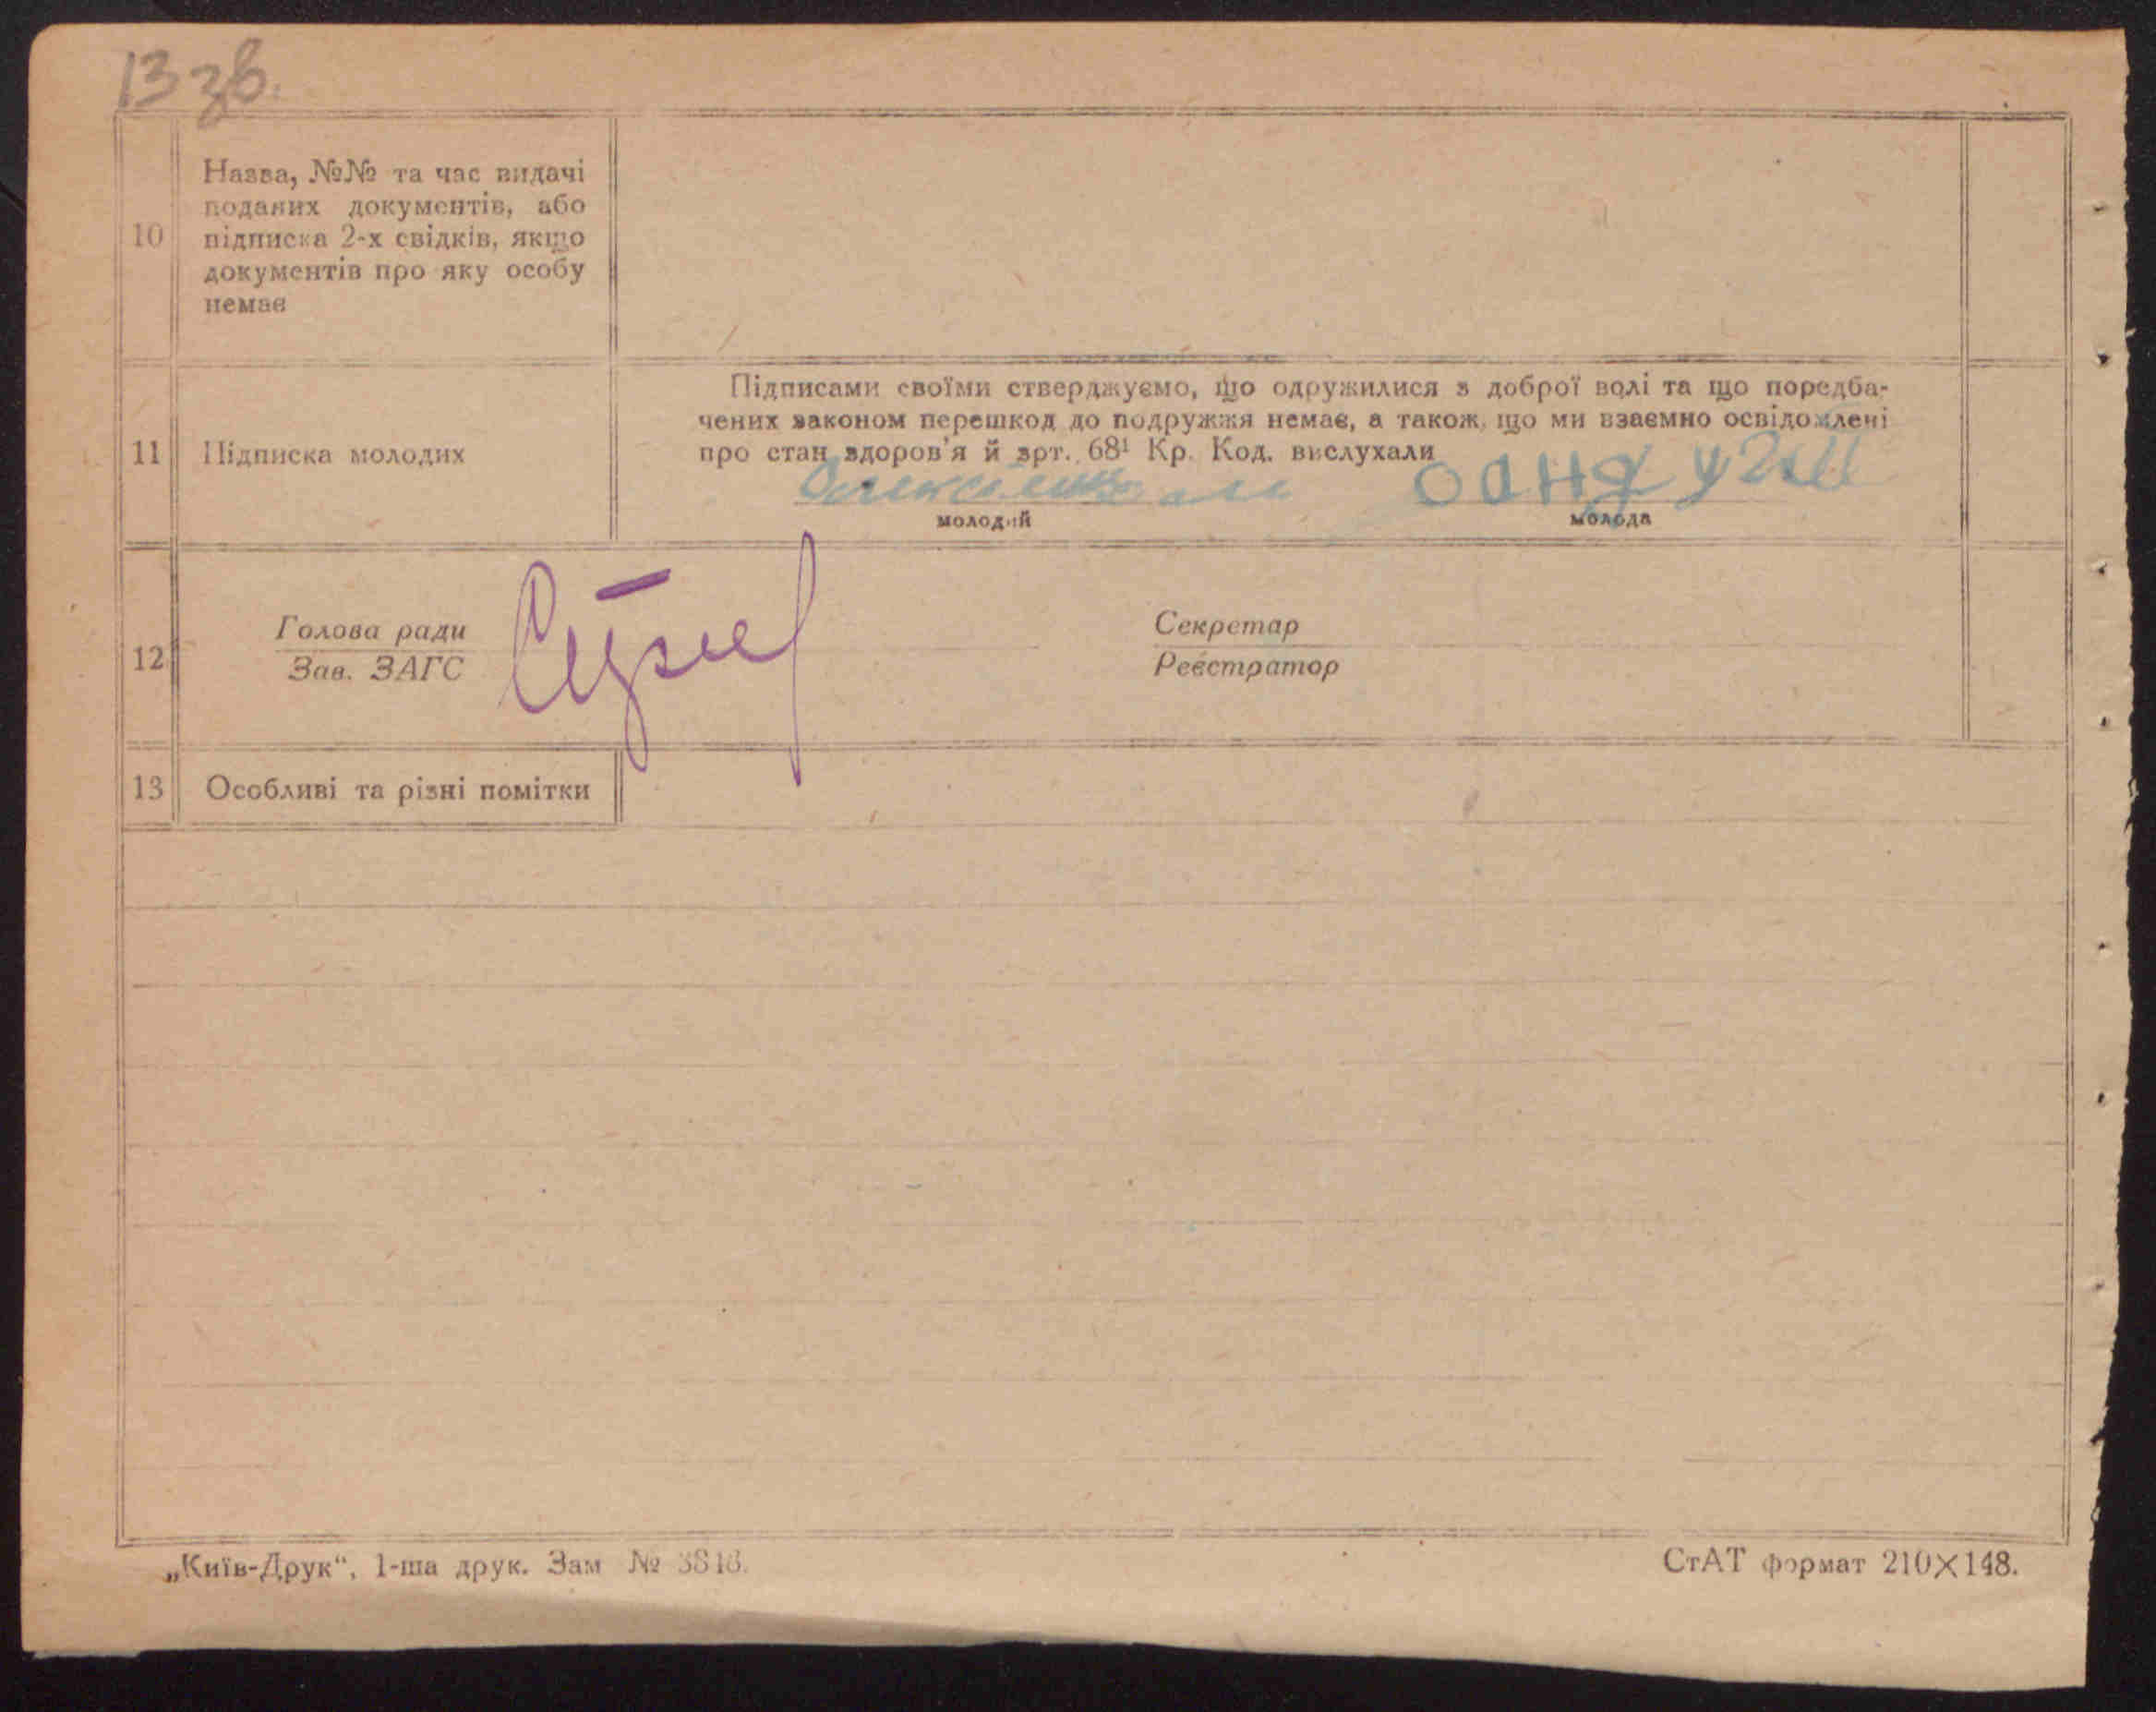 13 зв.
10
Назва, №№ та час видачі
поданих документів, або
підписка 2-х свідків, якщо
документів про яку особу
немає
11
Підписка молодих
Підписами своїми стверджуємо, що одружилися з доброї волі та що передба-
чених законом перешкод до подружжя немає, а також, що ми взаємно освідомлені
про стан здоров'я й арт. 68¹ Кр. Код. вислухали
молодий
молода
12
Голова ради
Зав. ЗАГС
Секретар
Реєстратор
13
Особливі та різні помітки
„Київ-Друк“, 1-ша друк. Зам №
СтАТ формат 210×148.